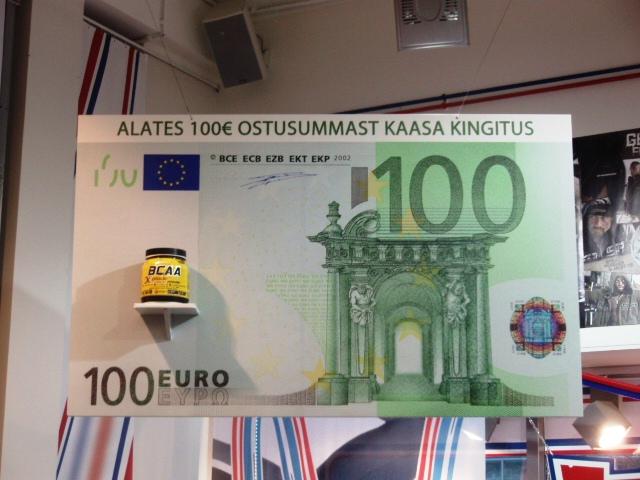 ALATES 100€ OSTUSUMMAST KAASA KINGITUS
© BCE ECB EZB EKT EKP 2002
100
BCAA
100 EURO
ΕΥΡΩ